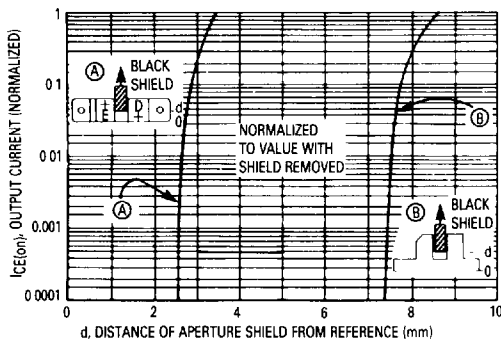 I_CE(on), OUTPUT CURRENT (NORMALIZED)
1
0.1
0.01
0.001
0.0001
A
BLACK
SHIELD
E
D
d
0
NORMALIZED
TO VALUE WITH
SHIELD REMOVED
A
B
B
BLACK
SHIELD
d
0
0 2 4 6 8 10
d, DISTANCE OF APERTURE SHIELD FROM REFERENCE (mm)